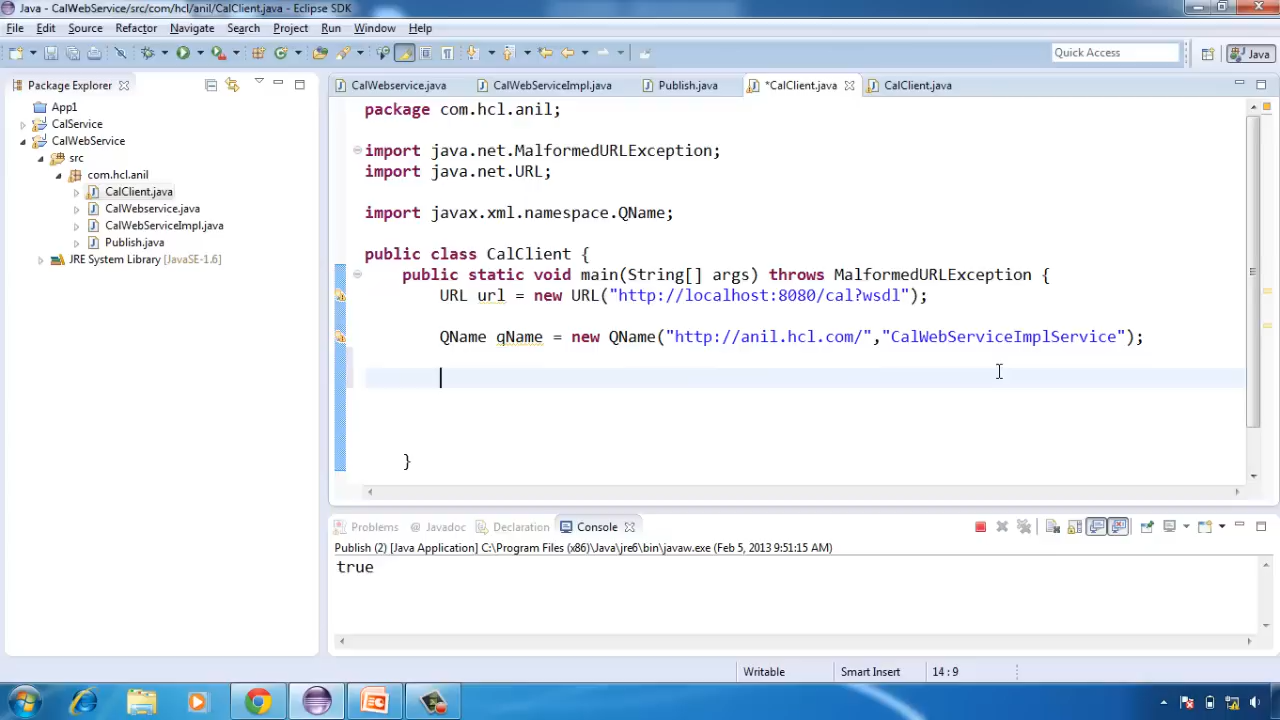 Java - CalWebService/src/com/hcl/anil/CalClient.java - Eclipse SDK
File Edit Source Refactor Navigate Search Project Run Window Help
Quick Access
Java
Package Explorer
App1
CalService
CalWebService
src
com.hcl.anil
CalClient.java
CalWebservice.java
CalWebServiceImpl.java
Publish.java
JRE System Library [JavaSE-1.6]
CalWebservice.java CalWebServiceImpl.java Publish.java *CalClient.java CalClient.java
package com.hcl.anil;
import java.net.MalformedURLException;
import java.net.URL;
import javax.xml.namespace.QName;
public class CalClient {
public static void main(String[] args) throws MalformedURLException {
URL url = new URL("http://localhost:8080/cal?wsdl");
QName qName = new QName("http://anil.hcl.com/","CalWebServiceImplService");
}
Problems @ Javadoc Declaration Console
Publish (2) [Java Application] C:\Program Files (x86)\Java\jre6\bin\javaw.exe (Feb 5, 2013 9:51:15 AM)
true
Writable Smart Insert 14:9